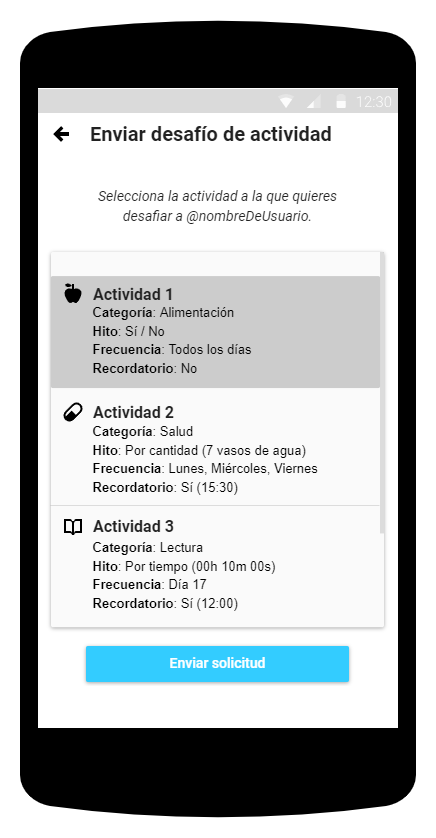 12:30
Enviar desafío de actividad
Selecciona la actividad a la que quieres
desafiar a @nombreDeUsuario.
Actividad 1
Categoría: Alimentación
Hito: Sí / No
Frecuencia: Todos los días
Recordatorio: No
Actividad 2
Categoría: Salud
Hito: Por cantidad (7 vasos de agua)
Frecuencia: Lunes, Miércoles, Viernes
Recordatorio: Sí (15:30)
Actividad 3
Categoría: Lectura
Hito: Por tiempo (00h 10m 00s)
Frecuencia: Día 17
Recordatorio: Sí (12:00)
Enviar solicitud